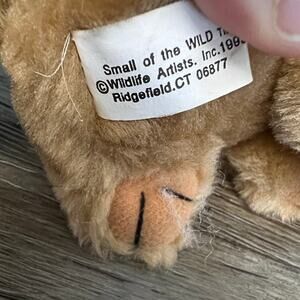 Small of the WILD
©Wildlife Artists, Inc.
Ridgefield.CT 06877